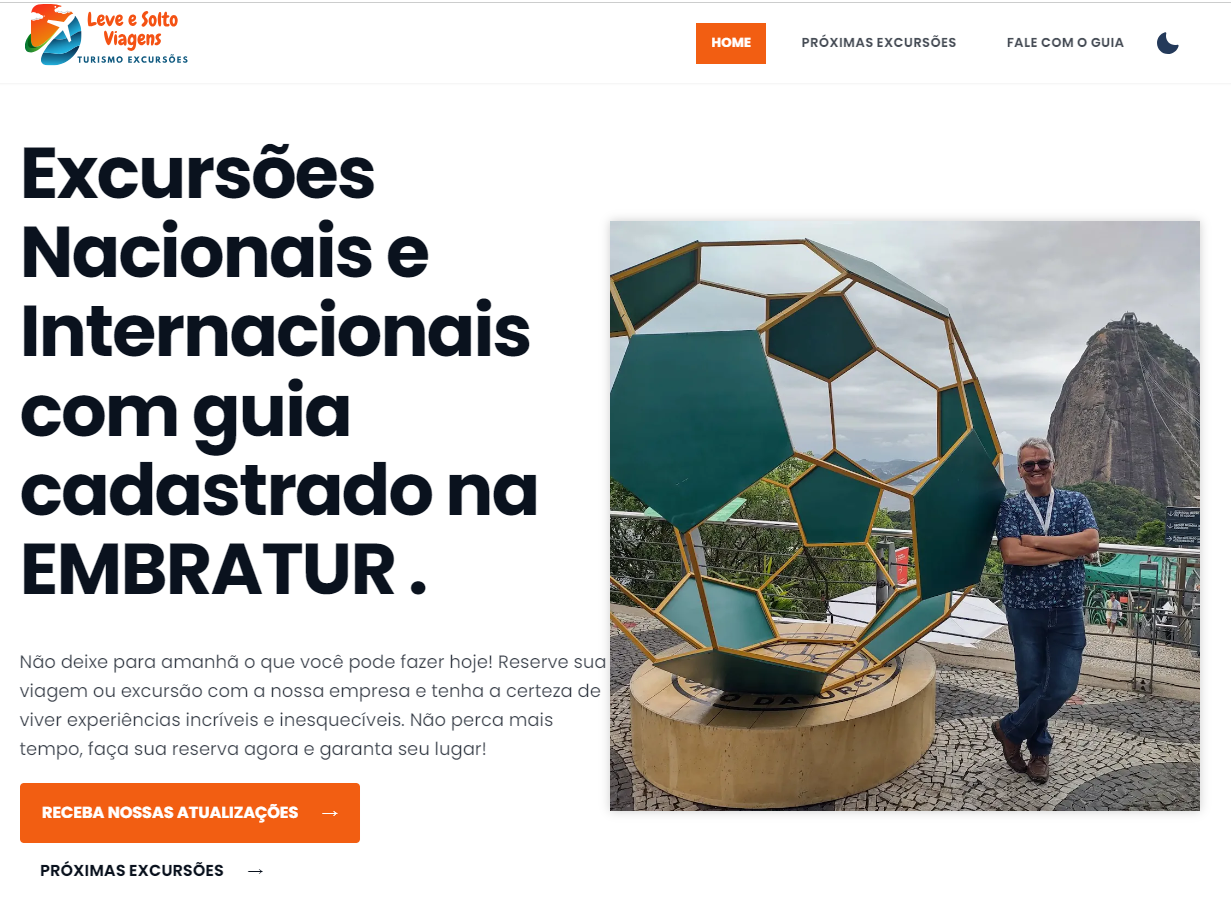 Leve e Solto
Viagens
TURISMO EXCURSÕES
HOME
PRÓXIMAS EXCURSÕES
FALE COM O GUIA
Excursões
Nacionais e
Internacionais
com guia
cadastrado na
EMBRATUR .
Não deixe para amanhã o que você pode fazer hoje! Reserve sua
viagem ou excursão com a nossa empresa e tenha a certeza de
viver experiências incríveis e inesquecíveis. Não perca mais
tempo, faça sua reserva agora e garanta seu lugar!
RECEBA NOSSAS ATUALIZAÇÕES →
PRÓXIMAS EXCURSÕES →
DA URCA